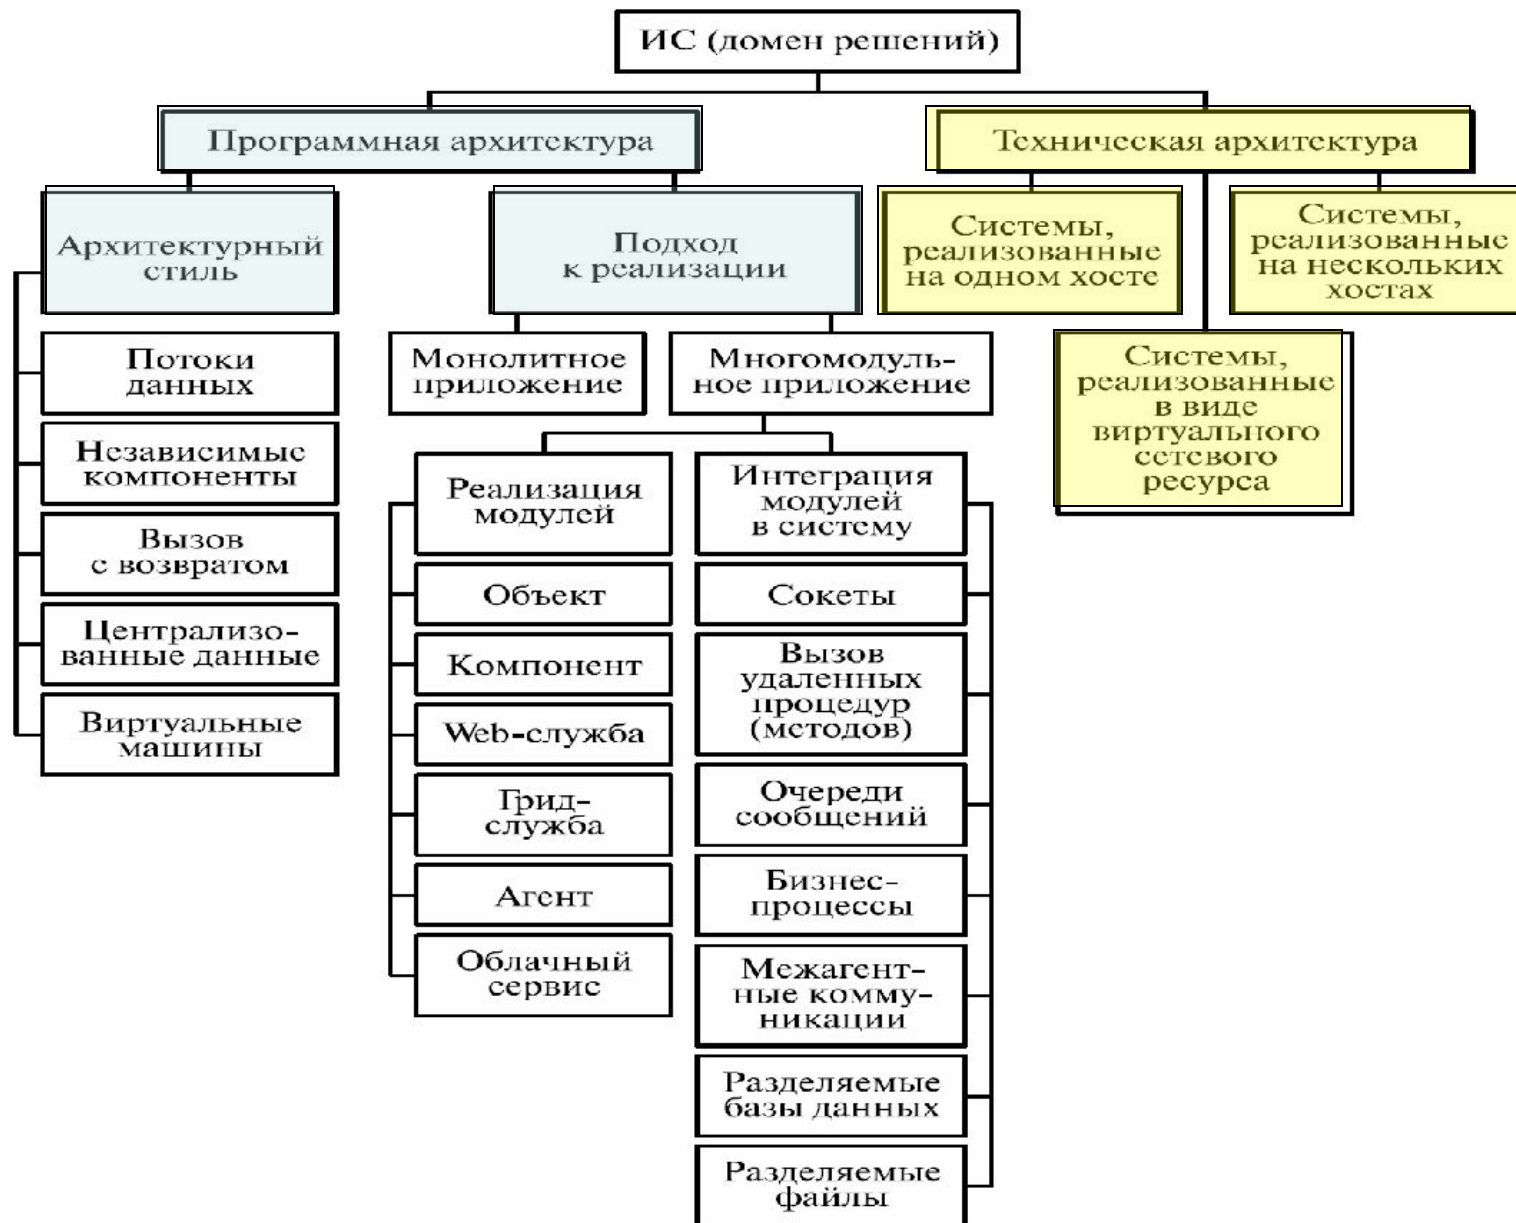 ИС (домен решений)
Программная архитектура
Техническая архитектура
Архитектурный
стиль
Подход
к реализации
Системы,
реализованные
на одном хосте
Системы,
реализованные
на нескольких
хостах
Системы,
реализованные
в виде
виртуального
сетевого
ресурса
Потоки
данных
Независимые
компоненты
Вызов
с возвратом
Централизо-
ванные данные
Виртуальные
машины
Монолитное
приложение
Многомодуль-
ное приложение
Реализация
модулей
Объект
Компонент
Web-служба
Грид-
служба
Агент
Облачный
сервис
Интеграция
модулей
в систему
Сокеты
Вызов
удаленных
процедур
(методов)
Очереди
сообщений
Бизнес-
процессы
Межагент-
ные комму-
никации
Разделяемые
базы данных
Разделяемые
файлы